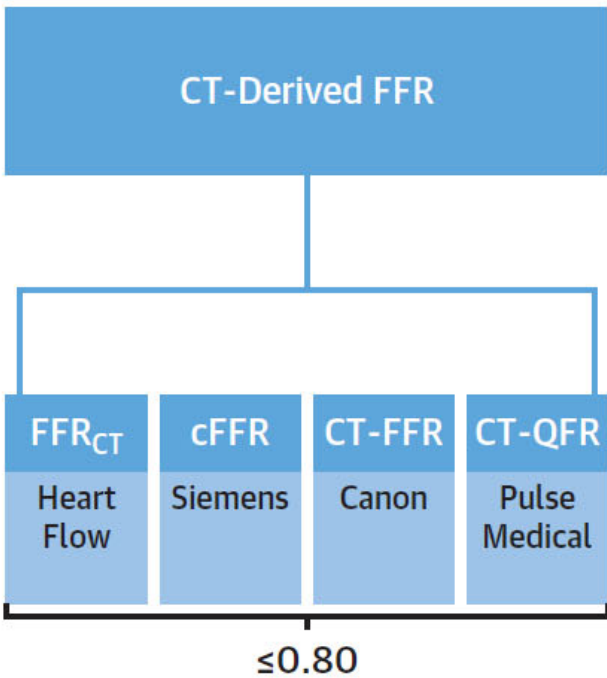 CT-Derived FFR
FFRCT
cFFR
CT-FFR
CT-QFR
Heart
Flow
Siemens
Canon
Pulse
Medical
≤0.80